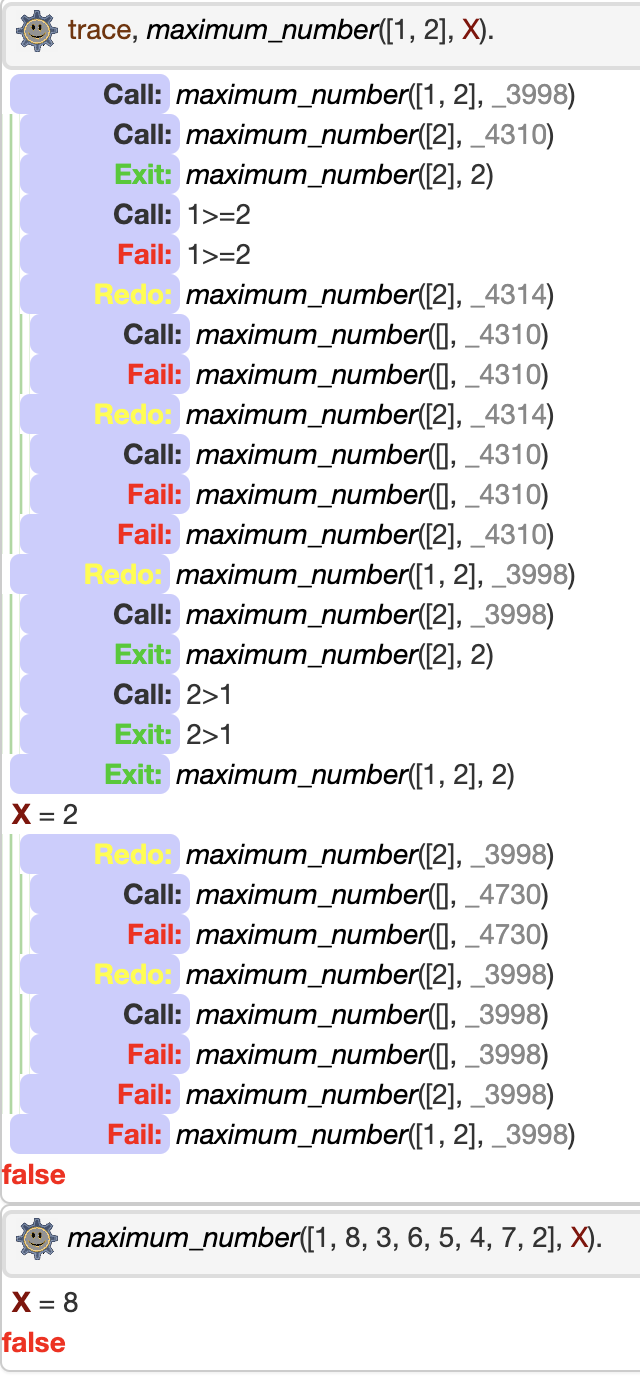 trace, maximum_number([1, 2], X).
Call: maximum_number([1, 2], _3998)
Call: maximum_number([2], _4310)
Exit: maximum_number([2], 2)
Call: 1>=2
Fail: 1>=2
Redo: maximum_number([2], _4314)
Call: maximum_number([], _4310)
Fail: maximum_number([], _4310)
Redo: maximum_number([2], _4314)
Call: maximum_number([], _4310)
Fail: maximum_number([], _4310)
Fail: maximum_number([2], _4310)
Redo: maximum_number([1, 2], _3998)
Call: maximum_number([2], _3998)
Exit: maximum_number([2], 2)
Call: 2>1
Exit: 2>1
Exit: maximum_number([1, 2], 2)
X = 2
Redo: maximum_number([2], _3998)
Call: maximum_number([], _4730)
Fail: maximum_number([], _4730)
Redo: maximum_number([2], _3998)
Call: maximum_number([], _3998)
Fail: maximum_number([], _3998)
Fail: maximum_number([2], _3998)
Fail: maximum_number([1, 2], _3998)
false
maximum_number([1, 8, 3, 6, 5, 4, 7, 2], X).
X = 8
false